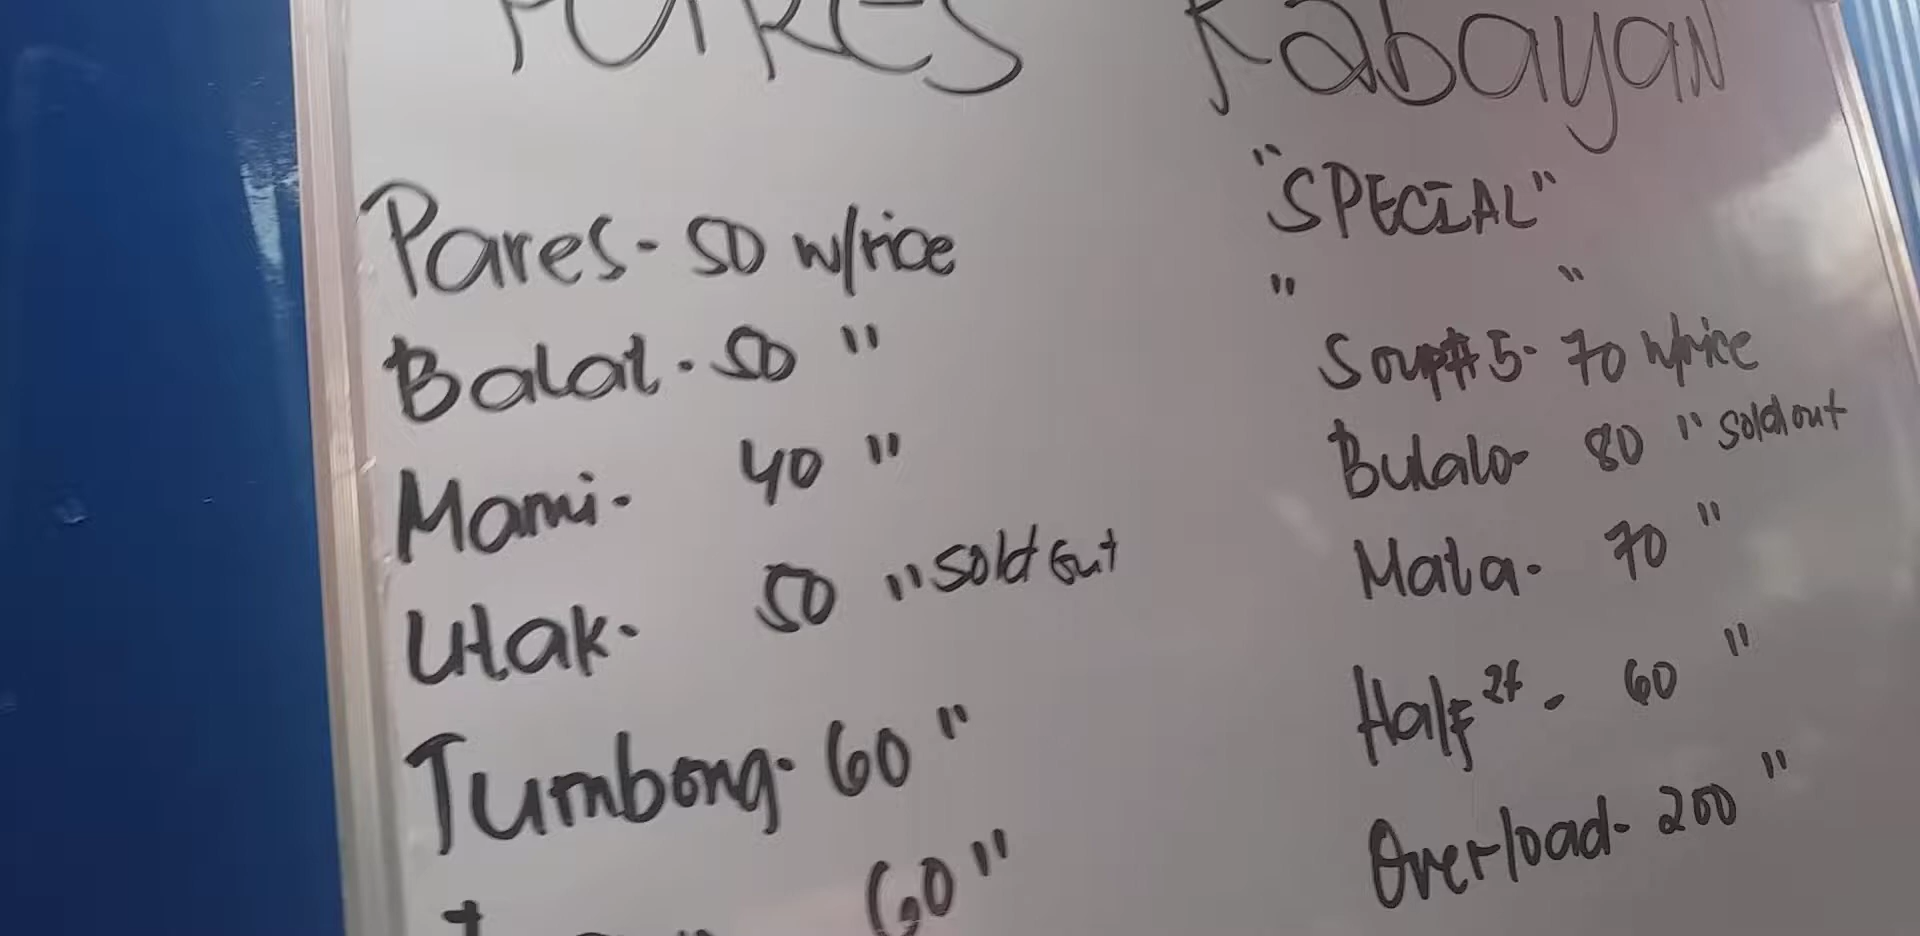 PARES Kabayan
Pares - 50 w/rice
Balat - 50 "
Mami - 40 "
Utak - 50 " Sold out
Tumbong - 60 "
60 "
"SPECIAL"
" "
Soup# 5 - 70 w/rice
Bulalo - 80 " Sold out
Mata - 70 "
Half 2x - 60 "
Overload - 200 "